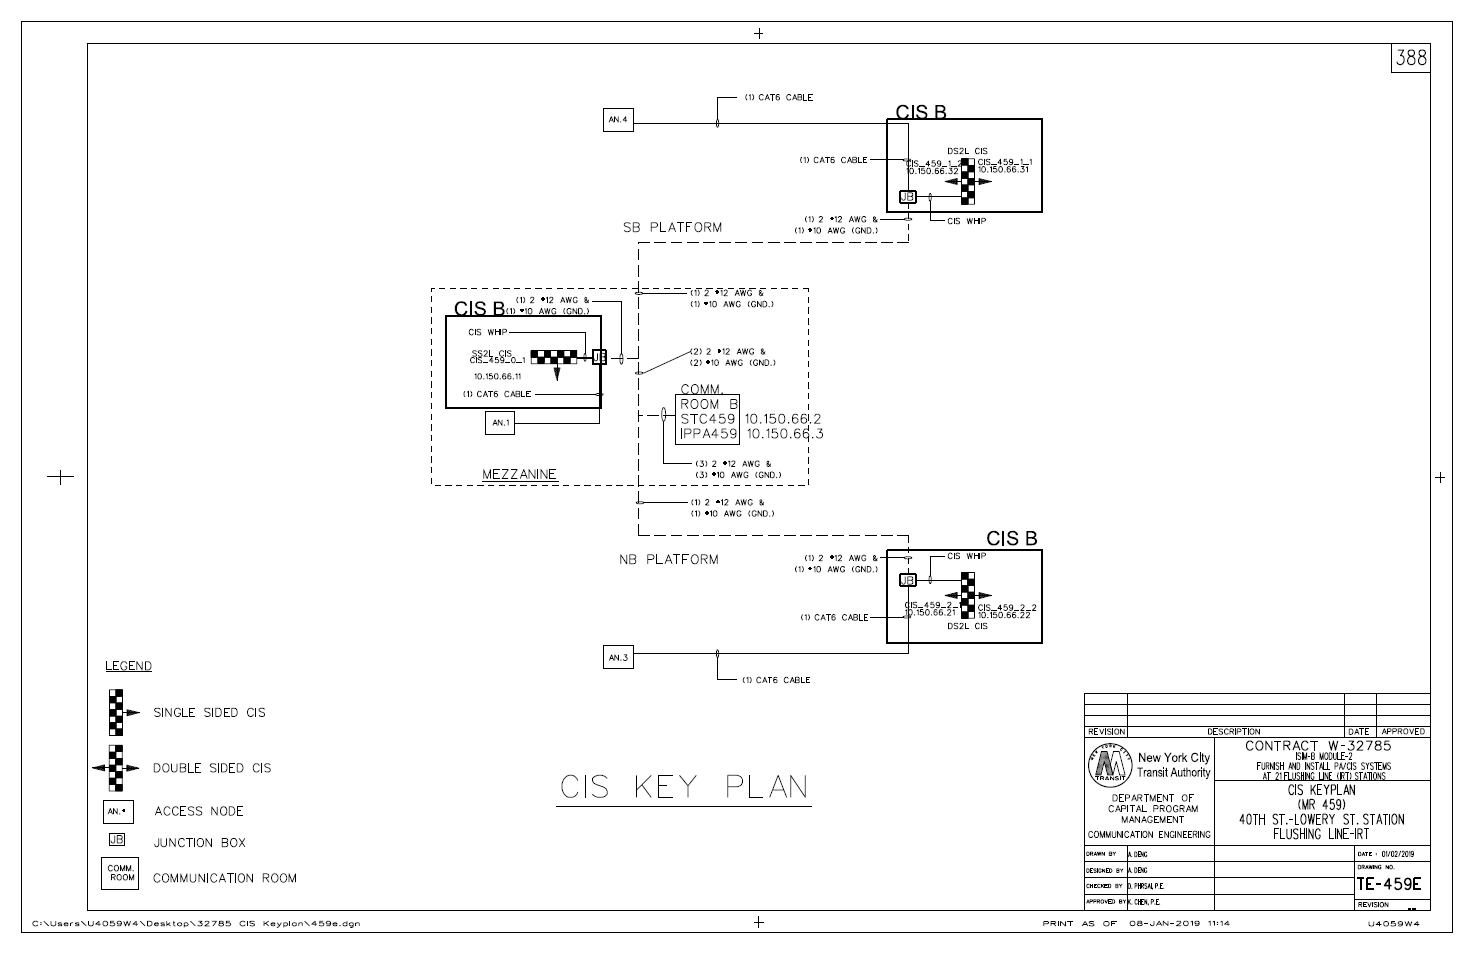 388
(1) CAT6 CABLE
AN.4
CIS B
DS2L CIS
(1) CAT6 CABLE
CIS_459_1_2
10.150.66.32
CIS_459_1_1
10.150.66.31
JB
(1) 2 #12 AWG &
(1) #10 AWG (GND.)
CIS WHIP
SB PLATFORM
CIS B
(1) 2 #12 AWG &
(1) #10 AWG (GND.)
(1) 2 #12 AWG &
(1) #10 AWG (GND.)
CIS WHIP
SS2L CIS
CIS_459_0_1
JB
10.150.66.11
(1) CAT6 CABLE
AN.1
(2) 2 #12 AWG &
(2) #10 AWG (GND.)
COMM.
ROOM B
STC459 10.150.66.2
IPPA459 10.150.66.3
(3) 2 #12 AWG &
(3) #10 AWG (GND.)
MEZZANINE
(1) 2 #12 AWG &
(1) #10 AWG (GND.)
NB PLATFORM
CIS B
(1) 2 #12 AWG &
(1) #10 AWG (GND.)
CIS WHIP
JB
10.150.66.21
CIS_459_2_2
10.150.66.22
(1) CAT6 CABLE
DS2L CIS
AN.3
(1) CAT6 CABLE
LEGEND
SINGLE SIDED CIS
DOUBLE SIDED CIS
AN.# ACCESS NODE
JB JUNCTION BOX
COMM.
ROOM COMMUNICATION ROOM
CIS KEY PLAN
REVISION DESCRIPTION DATE APPROVED
NEW YORK CITY
TRANSIT
New York City
Transit Authority
DEPARTMENT OF
CAPITAL PROGRAM
MANAGEMENT
COMMUNICATION ENGINEERING
CONTRACT W-32785
ISIM-B MODULE-2
FURNISH AND INSTALL PA/CIS SYSTEMS
AT 21 FLUSHING LINE (IRT) STATIONS
CIS KEYPLAN
(MR 459)
40TH ST.-LOWERY ST. STATION
FLUSHING LINE-IRT
DRAWN BY A. DENG
DESIGNED BY A. DENG
CHECKED BY D. PHRSAI, P.E.
APPROVED BY K. CHEN, P.E.
DATE : 01/02/2019
DRAWING NO.
TE-459E
REVISION --
C:\Users\U4059W4\Desktop\32785 CIS Keyplan\459e.dgn
PRINT AS OF 08-JAN-2019 11:14
U4059W4